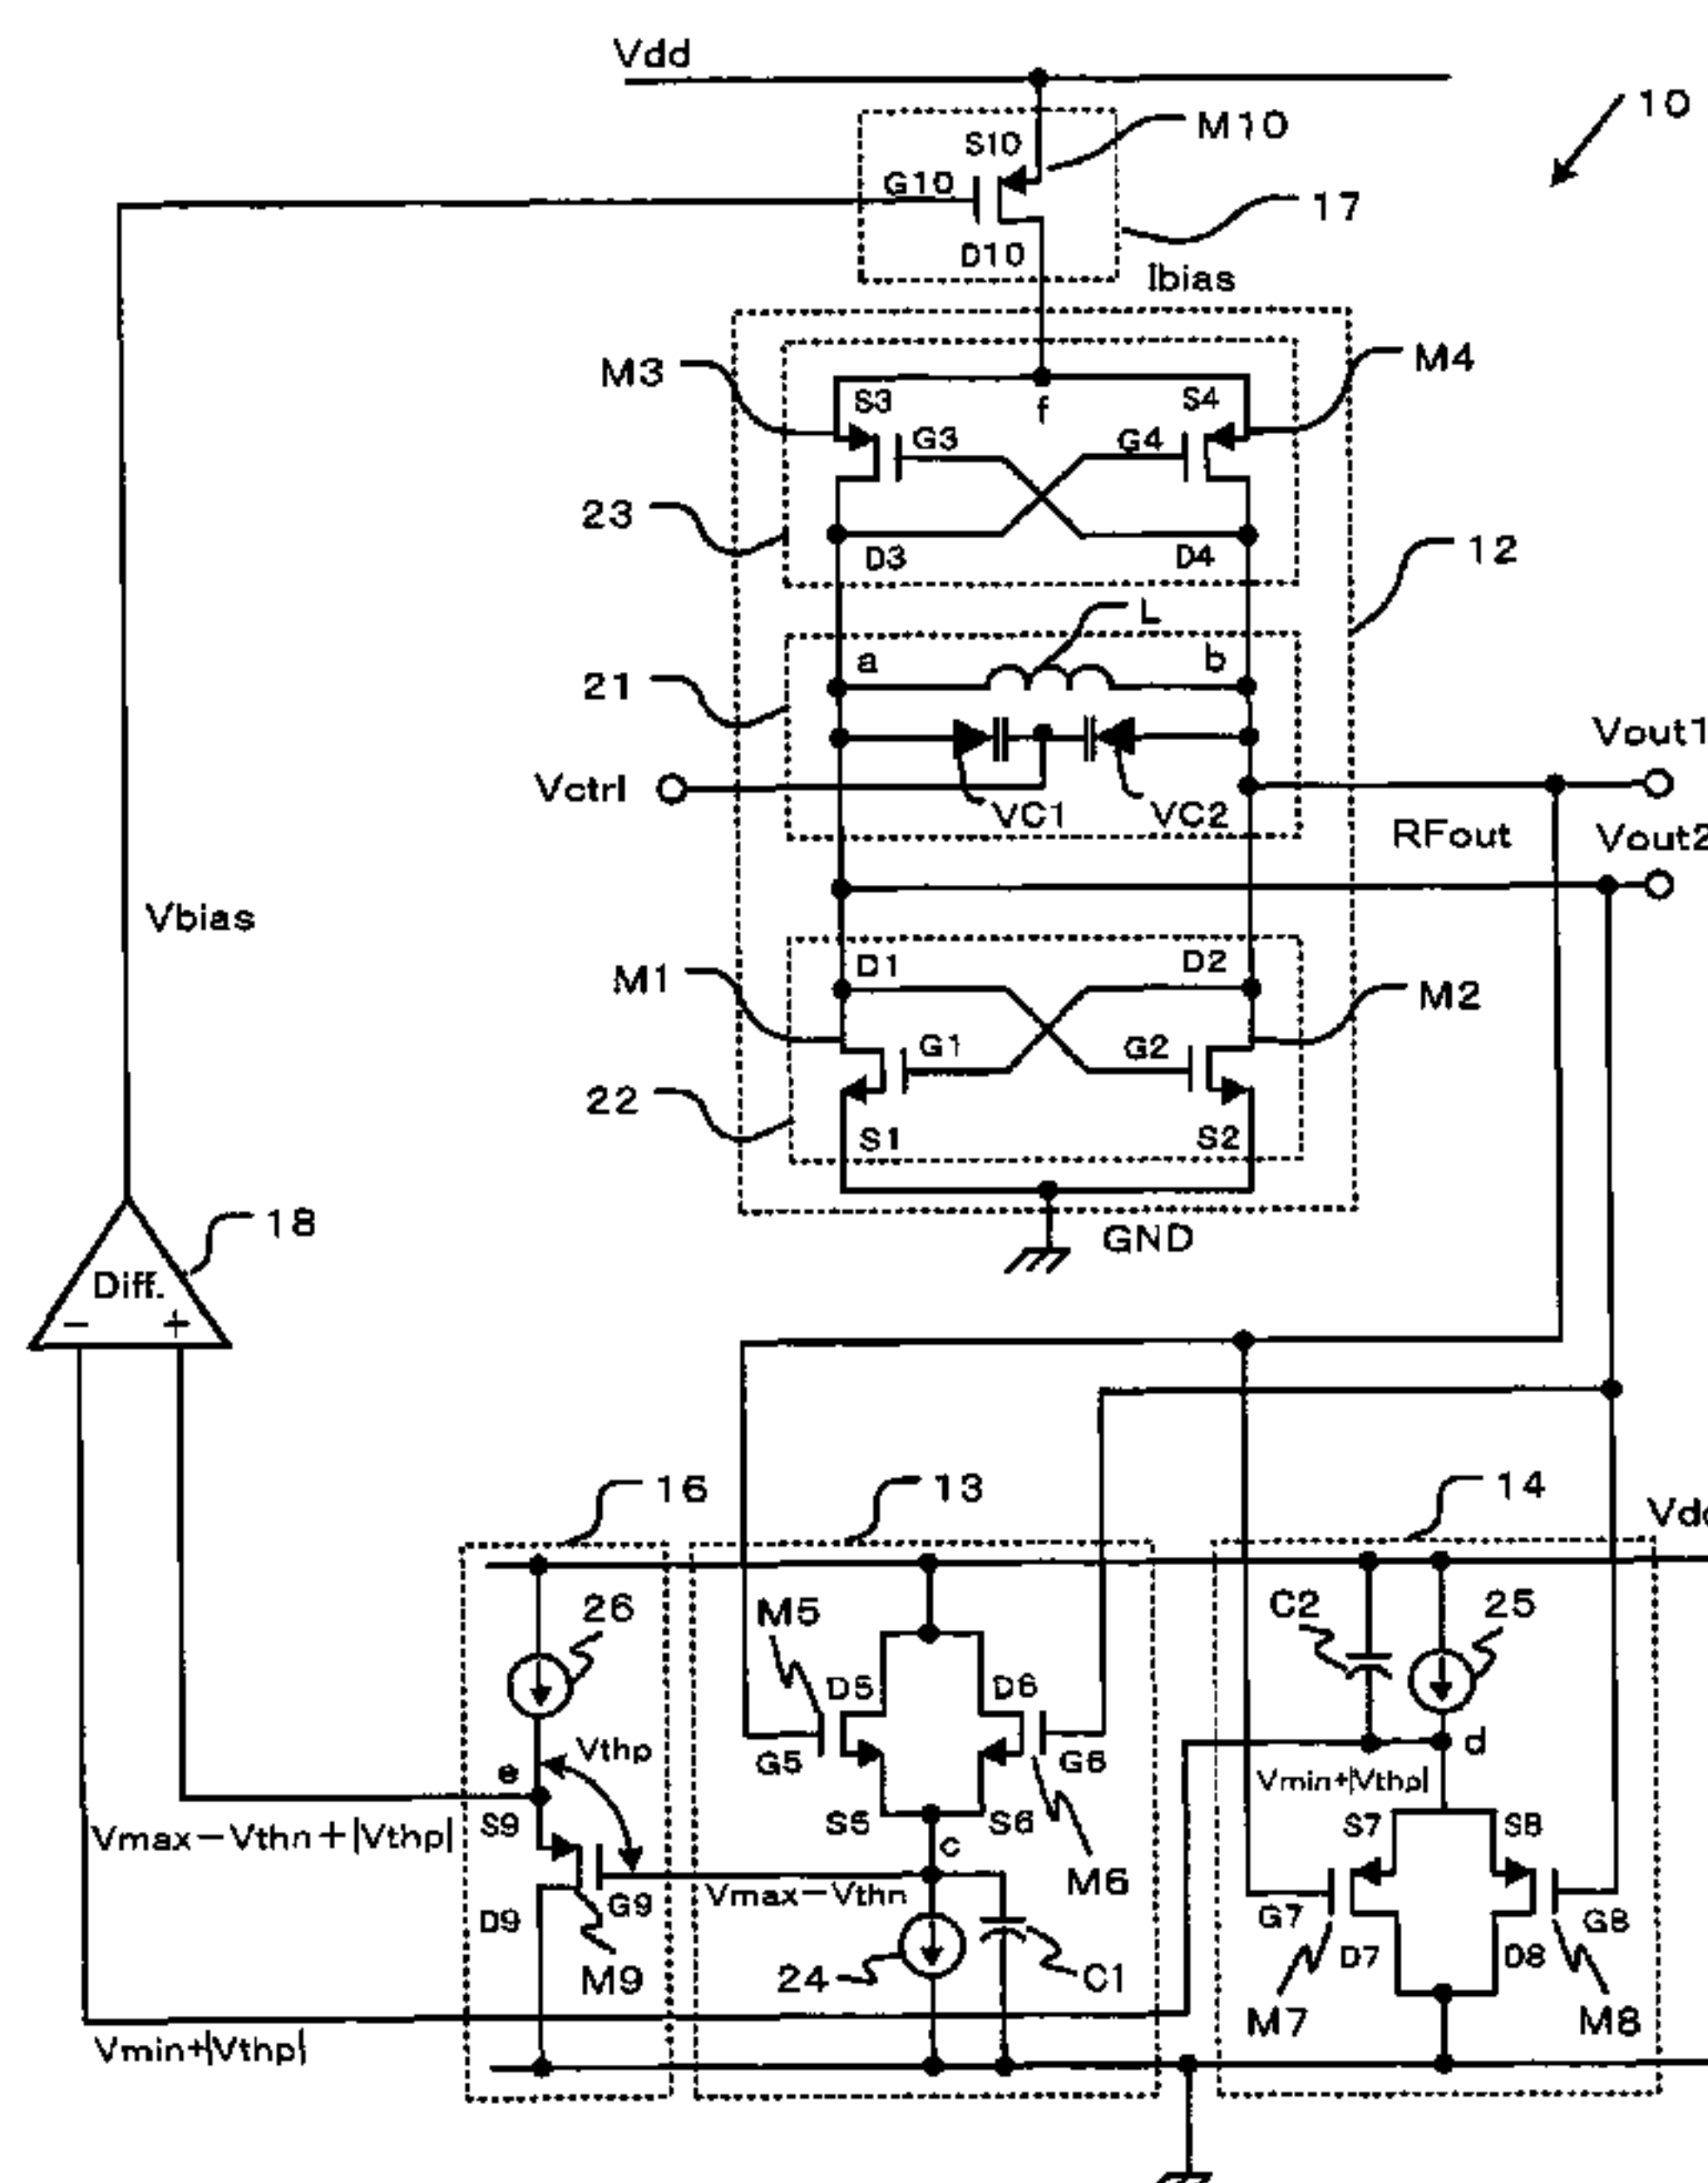 Vdd
10
M10
S10
G10
17
D10
Ibias
M3
M4
S3
S4
f
G3
G4
23
12
D3
D4
L
a
b
21
Vout1
Vctrl
VC1
VC2
RFout
Vout2
Vbias
D1
D2
M1
M2
G1
G2
22
S1
S2
18
GND
Diff.
− +
16
13
14
26
M5
C2
25
Vthp
D5
D6
d
e
G5
G6
Vmin+|Vthp|
Vmax−Vthn+|Vthp|
S9
S5
S6
S7
S8
c
M6
Vmax−Vthn
D9
G9
G7
G8
M9
24
C1
D7
D8
M7
M8
Vmin+|Vthp|